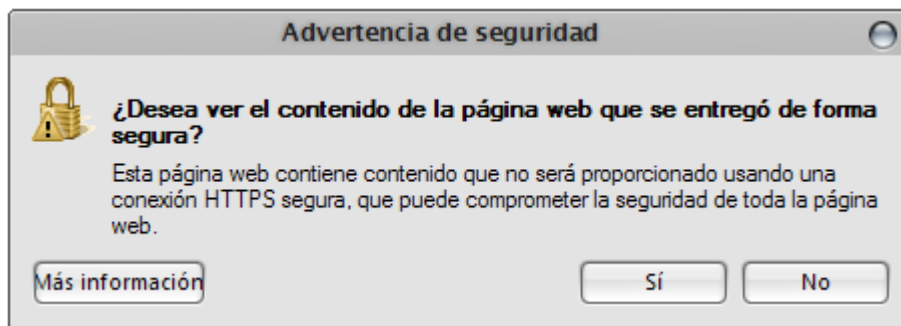 Advertencia de seguridad
¿Desea ver el contenido de la página web que se entregó de forma
segura?
Esta página web contiene contenido que no será proporcionado usando una
conexión HTTPS segura, que puede comprometer la seguridad de toda la página
web.
Más información
Sí
No